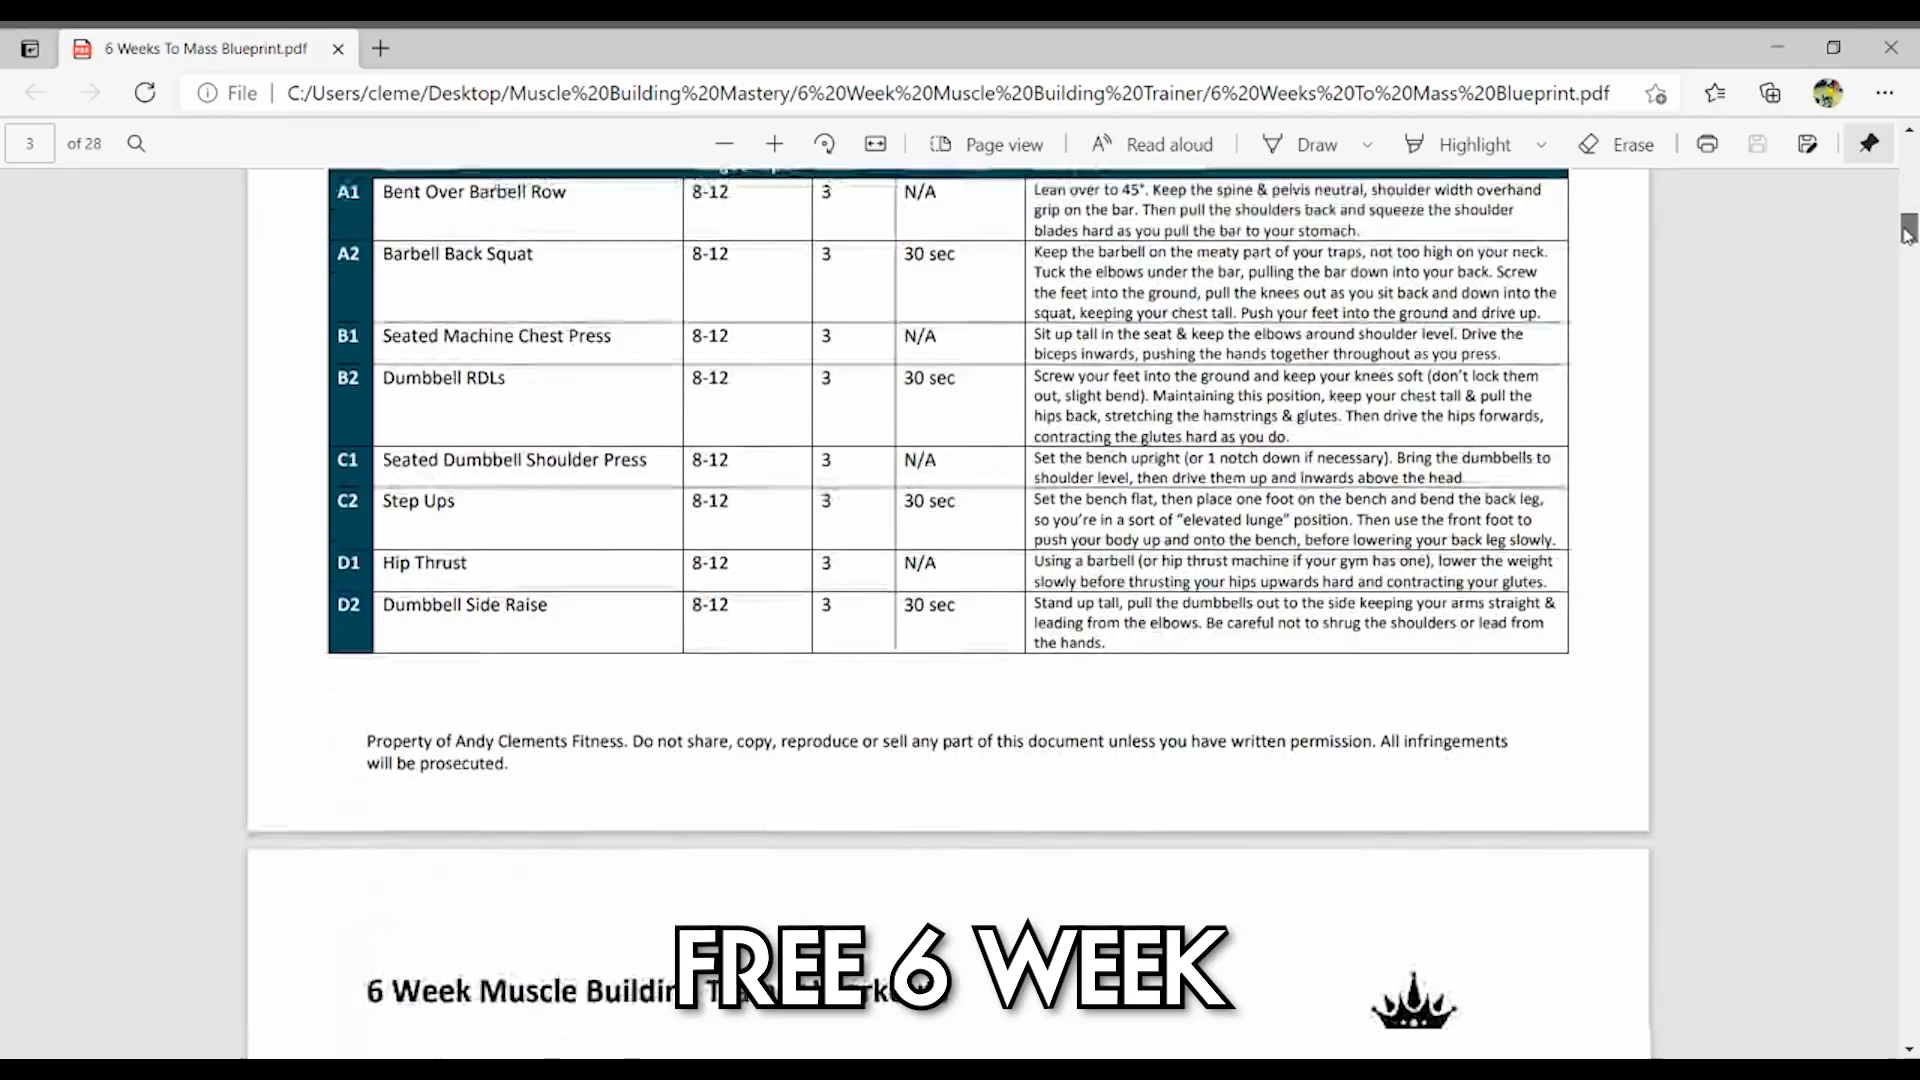 6 Weeks To Mass Blueprint.pdf
File
C:/Users/cleme/Desktop/Muscle%20Building%20Mastery/6%20Week%20Muscle%20Building%20Trainer/6%20Weeks%20To%20Mass%20Blueprint.pdf
3 of 28 Page view Read aloud Draw Highlight Erase
A1 Bent Over Barbell Row 8-12 3 N/A Lean over to 45°. Keep the spine & pelvis neutral, shoulder width overhand
grip on the bar. Then pull the shoulders back and squeeze the shoulder
blades hard as you pull the bar to your stomach.
A2 Barbell Back Squat 8-12 3 30 sec Keep the barbell on the meaty part of your traps, not too high on your neck.
Tuck the elbows under the bar, pulling the bar down into your back. Screw
the feet into the ground, pull the knees out as you sit back and down into the
squat, keeping your chest tall. Push your feet into the ground and drive up.
B1 Seated Machine Chest Press 8-12 3 N/A Sit up tall in the seat & keep the elbows around shoulder level. Drive the
biceps inwards, pushing the hands together throughout as you press.
B2 Dumbbell RDLs 8-12 3 30 sec Screw your feet into the ground and keep your knees soft (don't lock them
out, slight bend). Maintaining this position, keep your chest tall & pull the
hips back, stretching the hamstrings & glutes. Then drive the hips forwards,
contracting the glutes hard as you do.
C1 Seated Dumbbell Shoulder Press 8-12 3 N/A Set the bench upright (or 1 notch down if necessary). Bring the dumbbells to
shoulder level, then drive them up and inwards above the head
C2 Step Ups 8-12 3 30 sec Set the bench flat, then place one foot on the bench and bend the back leg,
so you're in a sort of "elevated lunge" position. Then use the front foot to
push your body up and onto the bench, before lowering your back leg slowly.
D1 Hip Thrust 8-12 3 N/A Using a barbell (or hip thrust machine if your gym has one), lower the weight
slowly before thrusting your hips upwards hard and contracting your glutes.
D2 Dumbbell Side Raise 8-12 3 30 sec Stand up tall, pull the dumbbells out to the side keeping your arms straight &
leading from the elbows. Be careful not to shrug the shoulders or lead from
the hands.
Property of Andy Clements Fitness. Do not share, copy, reproduce or sell any part of this document unless you have written permission. All infringements
will be prosecuted.
6 Week Muscle
FREE 6 WEEK